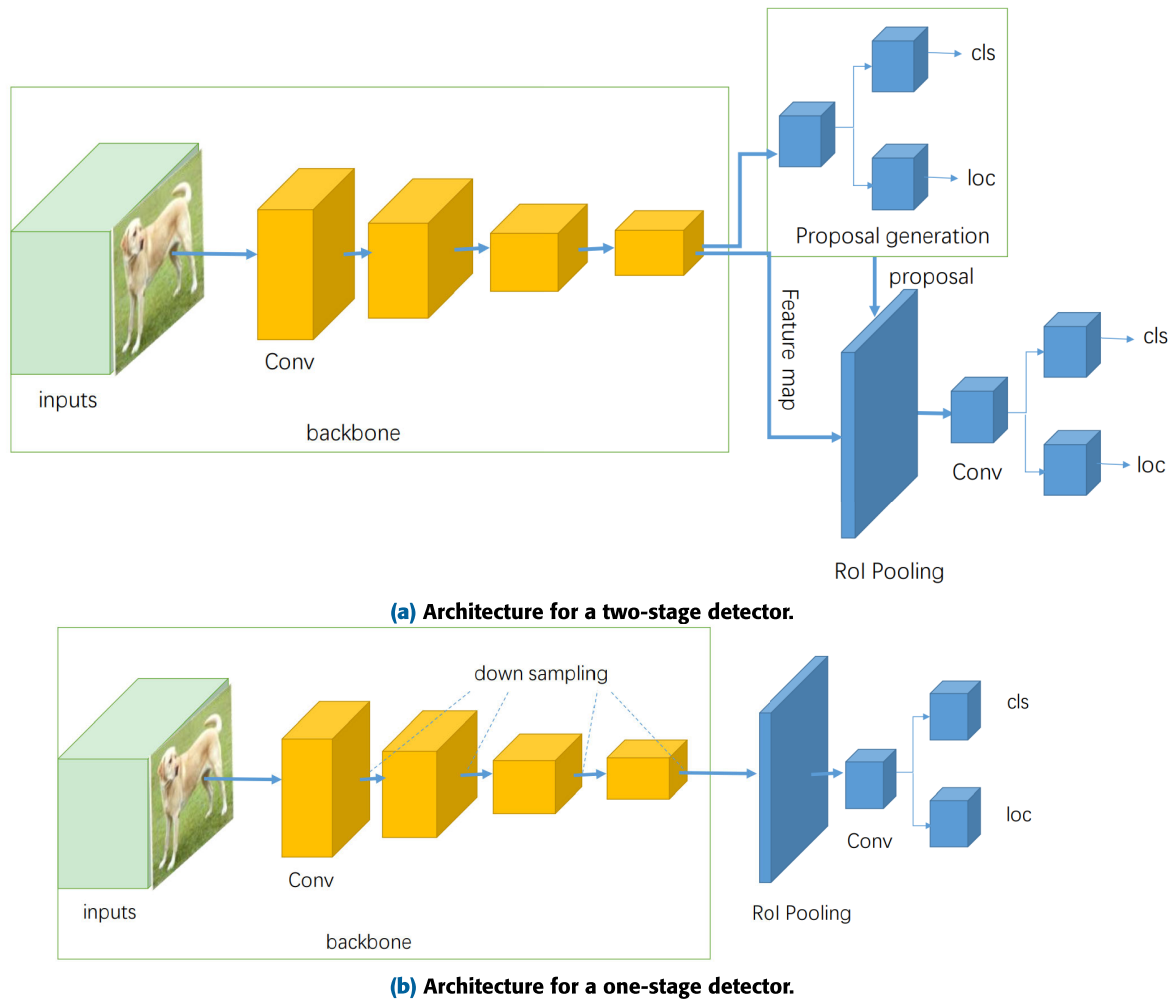 cls
loc
Proposal generation
proposal
Feature map
Conv
inputs
backbone
cls
Conv
loc
RoI Pooling
(a) Architecture for a two-stage detector.
down sampling
cls
loc
Conv
Conv
inputs
RoI Pooling
backbone
(b) Architecture for a one-stage detector.